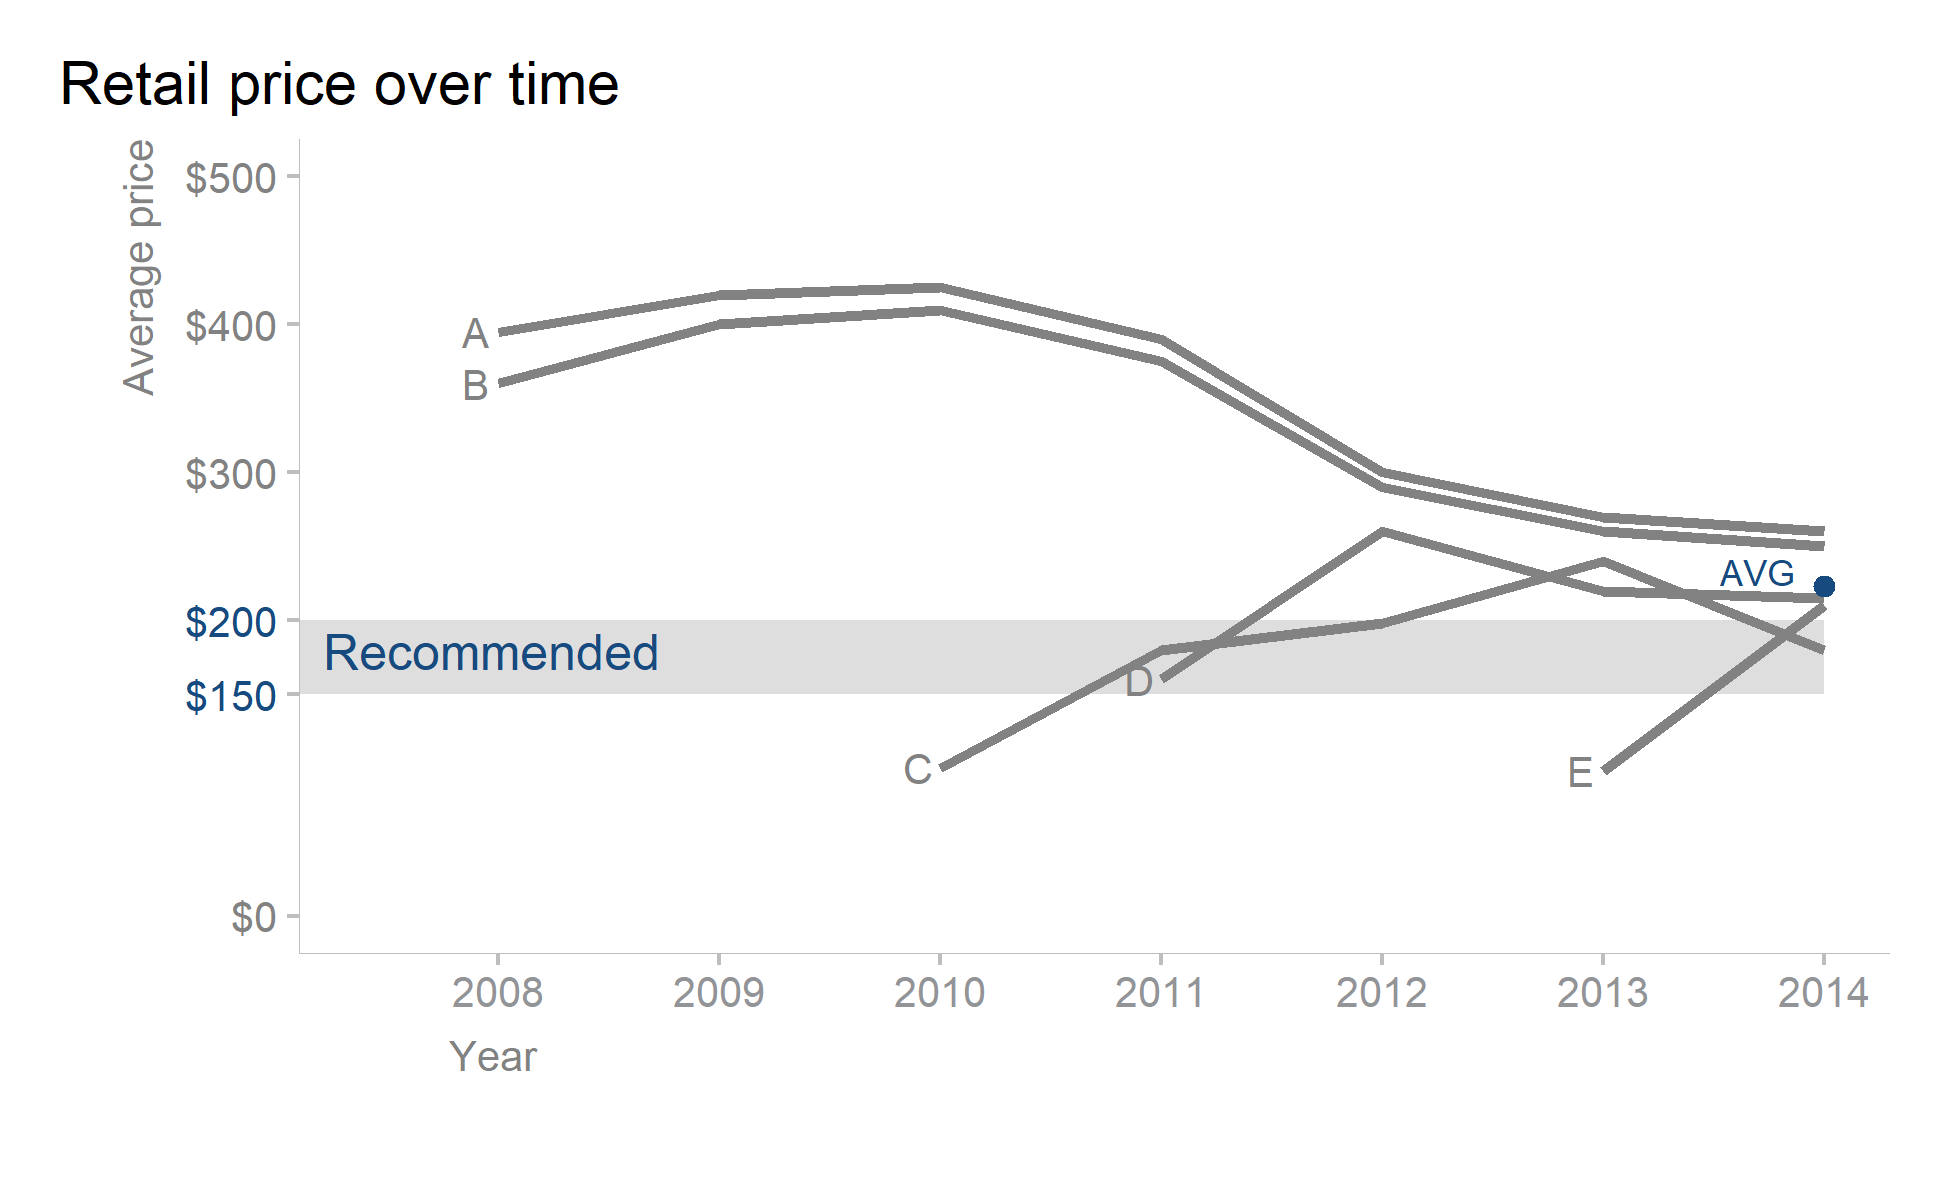 Retail price over time
Average price
$500
$400
$300
$200
$150
$0
A
B
C
D
E
AVG
Recommended
2008 2009 2010 2011 2012 2013 2014
Year